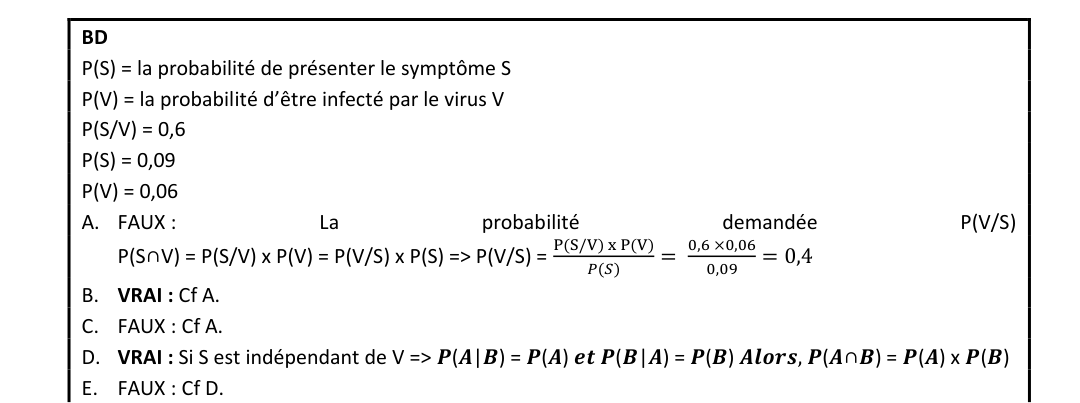 BD
P(S) = la probabilité de présenter le symptôme S
P(V) = la probabilité d’être infecté par le virus V
P(S/V) = 0,6
P(S) = 0,09
P(V) = 0,06
A. FAUX : La probabilité demandée P(V/S)
P(S∩V) = P(S/V) x P(V) = P(V/S) x P(S) => P(V/S) = \frac{P(S/V) x P(V)}{P(S)} = \frac{0,6 ×0,06}{0,09} = 0,4
B. VRAI : Cf A.
C. FAUX : Cf A.
D. VRAI : Si S est indépendant de V => P(A|B) = P(A) et P(B|A) = P(B) Alors, P(A∩B) = P(A) x P(B)
E. FAUX : Cf D.